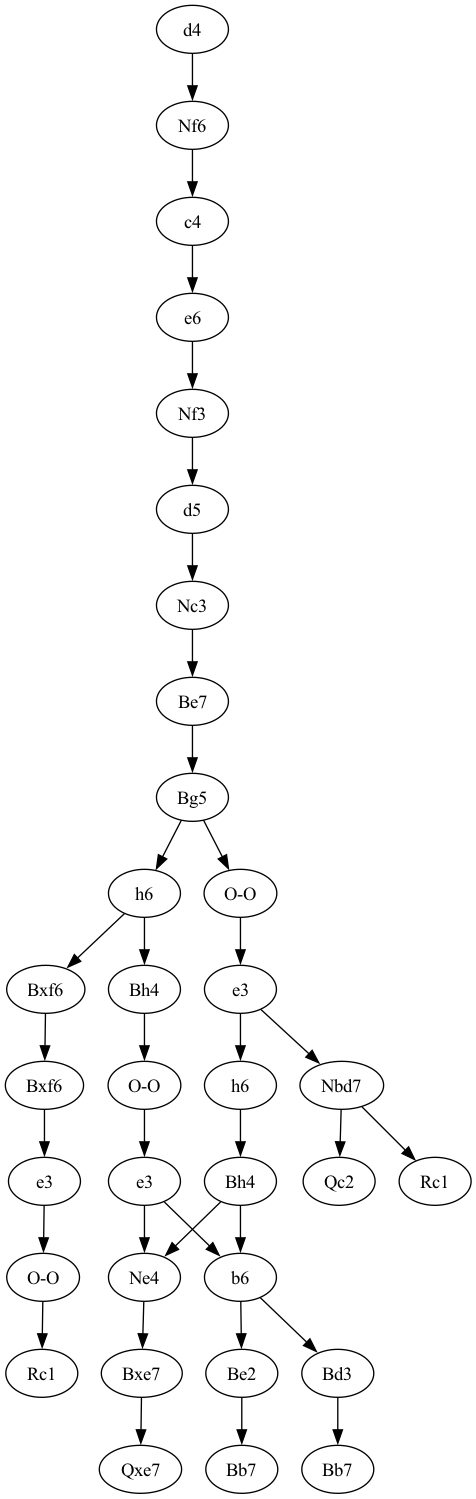 d4
Nf6
c4
e6
Nf3
d5
Nc3
Be7
Bg5
h6
O-O
Bxf6
Bh4
e3
Bxf6
O-O
h6
Nbd7
e3
e3
Bh4
Qc2
Rc1
O-O
Ne4
b6
Rc1
Bxe7
Be2
Bd3
Qxe7
Bb7
Bb7